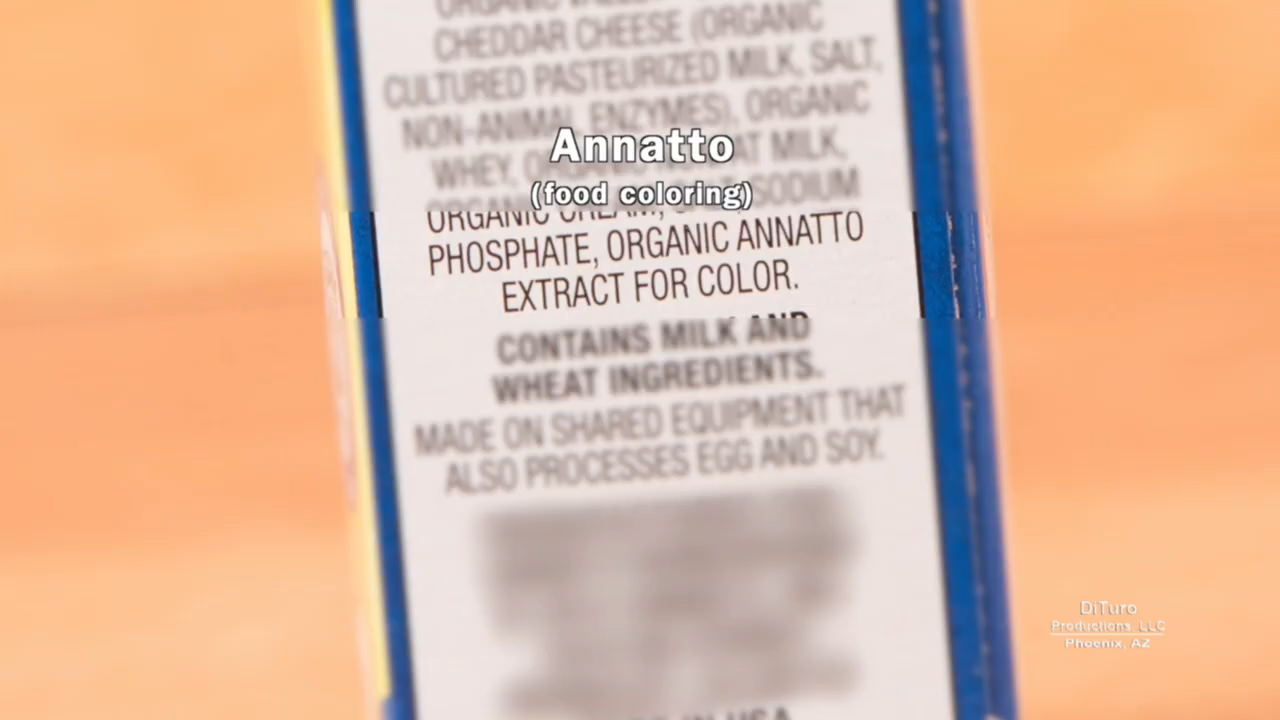 ORGANIC
CHEDDAR CHEESE (ORGANIC
CULTURED PASTEURIZED MILK, SALT,
NON-ANIMAL ENZYMES), ORGANIC
Annatto
WHEY, MILK,
(food coloring)
SODIUM
ORGANIC CREAM,
PHOSPHATE, ORGANIC ANNATTO
EXTRACT FOR COLOR.
CONTAINS MILK AND
WHEAT INGREDIENTS.
MADE ON SHARED EQUIPMENT THAT
ALSO PROCESSES EGG AND SOY.
IN USA
DiTuro
Productions, LLC
Phoenix, AZ